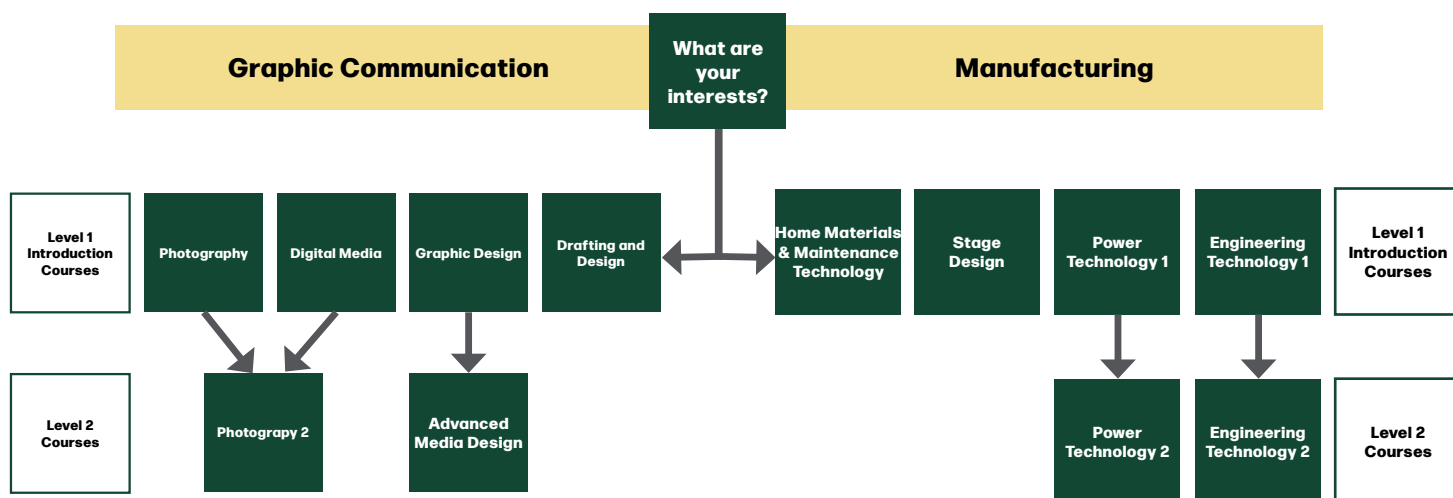 Graphic Communication
What are
your
interests?
Manufacturing
Level 1
Introduction
Courses
Photography
Digital Media
Graphic Design
Drafting and
Design
Home Materials
& Maintenance
Technology
Stage
Design
Power
Technology 1
Engineering
Technology 1
Level 1
Introduction
Courses
Level 2
Courses
Photograpy 2
Advanced
Media Design
Power
Technology 2
Engineering
Technology 2
Level 2
Courses